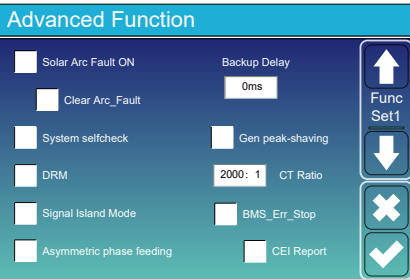 Advanced Function
Solar Arc Fault ON
Backup Delay
0ms
Clear Arc_Fault
Func
Set1
System selfcheck
Gen peak-shaving
DRM
2000: 1
CT Ratio
Signal Island Mode
BMS_Err_Stop
Asymmetric phase feeding
CEI Report